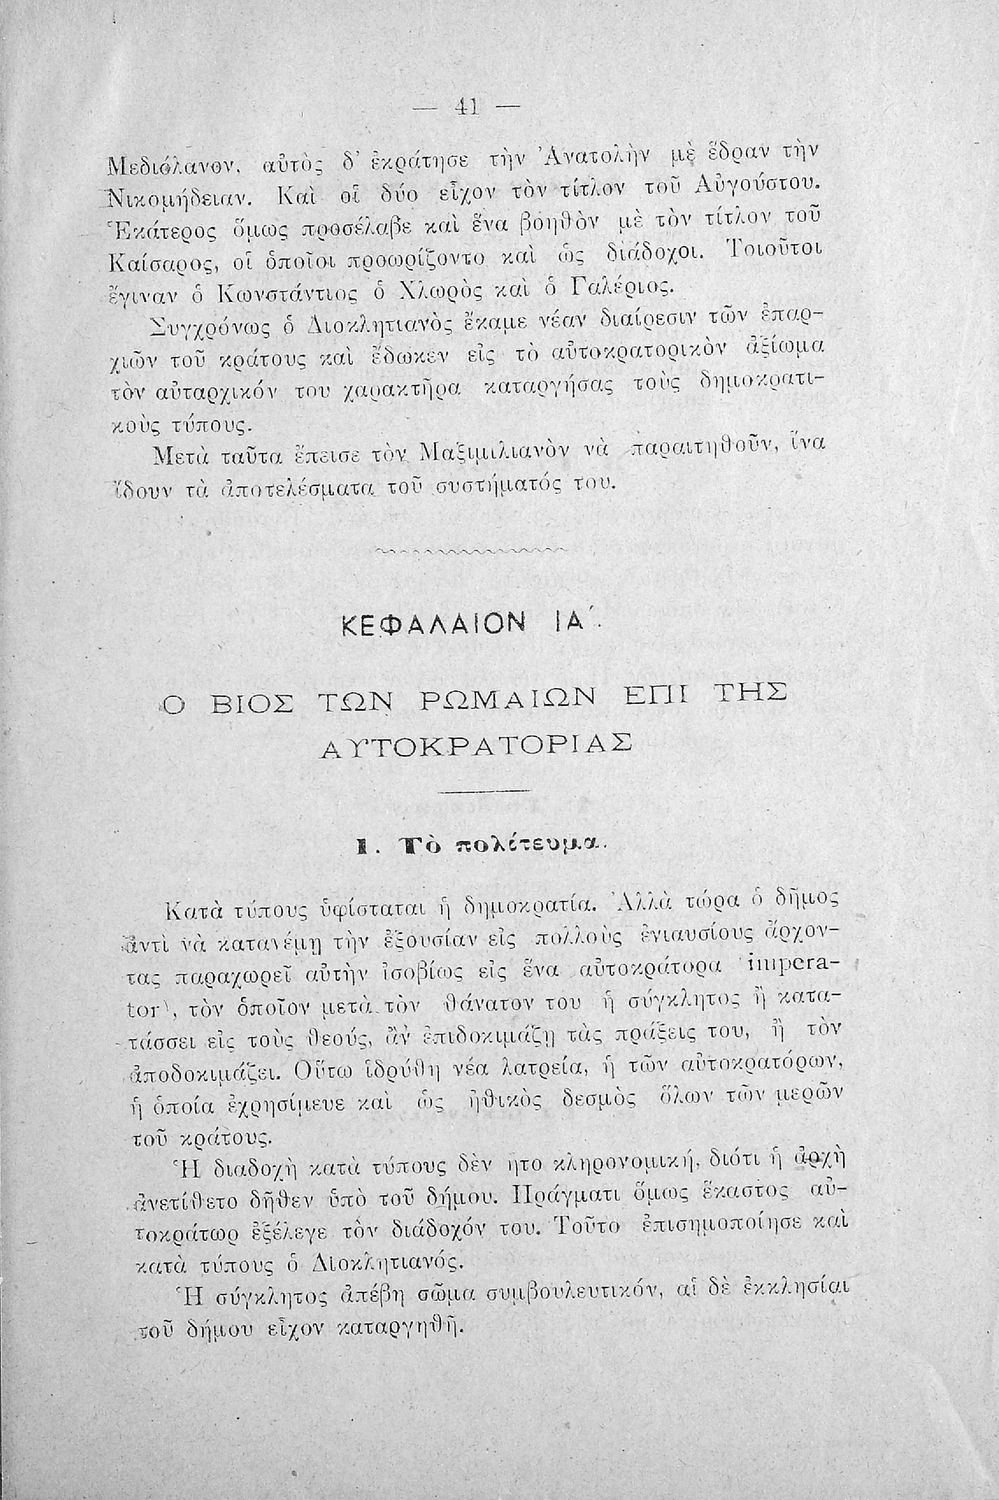 — 41 —
Μεδιόλανον, αὐτὸς δ᾽ ἐκράτησε τὴν Ἀνατολὴν μὲ ἕδραν τὴν
Νικομήδειαν. Καὶ οἱ δύο εἶχον τὸν τίτλον τοῦ Αὐγούστου.
Ἑκάτερος ὅμως προσέλαβε καὶ ἕνα βοηθὸν μὲ τὸν τίτλον τοῦ
Καίσαρος, οἱ ὁποῖοι προωρίζοντο καὶ ὡς διάδοχοι. Τοιοῦτοι
ἔγιναν ὁ Κωνστάντιος ὁ Χλωρὸς καὶ ὁ Γαλέριος.
Συγχρόνως ὁ Διοκλητιανὸς ἔκαμε νέαν διαίρεσιν τῶν ἐπαρ-
χιῶν τοῦ κράτους καὶ ἔδωκεν εἰς τὸ αὐτοκρατορικὸν ἀξίωμα
τὸν αὐταρχικόν του χαρακτῆρα καταργήσας τοὺς δημοκρατι-
κοὺς τύπους.
Μετὰ ταῦτα ἔπεισε τὸν Μαξιμιλιανὸν νὰ παραιτηθοῦν, ἵνα
ἴδουν τὰ ἀποτελέσματα τοῦ συστήματός του.
ΚΕΦΑΛΑΙΟΝ ΙΑ΄.
Ο ΒΙΟΣ ΤΩΝ ΡΩΜΑΙΩΝ ΕΠΙ ΤΗΣ
ΑΥΤΟΚΡΑΤΟΡΙΑΣ
1. Τὸ πολίτευμα.
Κατὰ τύπους ὑφίσταται ἡ δημοκρατία. Ἀλλὰ τώρα ὁ δῆμος
ἀντὶ νὰ κατανέμῃ τὴν ἐξουσίαν εἰς πολλοὺς ἐνιαυσίους ἄρχον-
τας παραχωρεῖ αὐτὴν ἰσοβίως εἰς ἕνα αὐτοκράτορα (impera-
tor), τὸν ὁποῖον μετὰ τὸν θάνατον του ἡ σύγκλητος ἢ κατα-
τάσσει εἰς τοὺς θεούς, ἂν ἐπιδοκιμάζῃ τὰς πράξεις του, ἢ τὸν
ἀποδοκιμάζει. Οὕτω ἱδρύθη νέα λατρεία, ἡ τῶν αὐτοκρατόρων,
ἡ ὁποία ἐχρησίμευε καὶ ὡς ἠθικὸς δεσμὸς ὅλων τῶν μερῶν
τοῦ κράτους.
Ἡ διαδοχὴ κατὰ τύπους δὲν ητο κληρονομική, διότι ἡ ἀρχὴ
ἀνετίθετο δῆθεν ὑπὸ τοῦ δήμου. Πράγματι ὅμως ἕκαστος αὐ-
τοκράτωρ ἐξέλεγε τὸν διάδοχόν του. Τοῦτο ἐπισημοποίησε καὶ
κατὰ τύπους ὁ Διοκλητιανός.
Ἡ σύγκλητος ἀπέβη σῶμα συμβουλευτικόν, αἱ δὲ ἐκκλησίαι
τοῦ δήμου εἶχον καταργηθῆ.